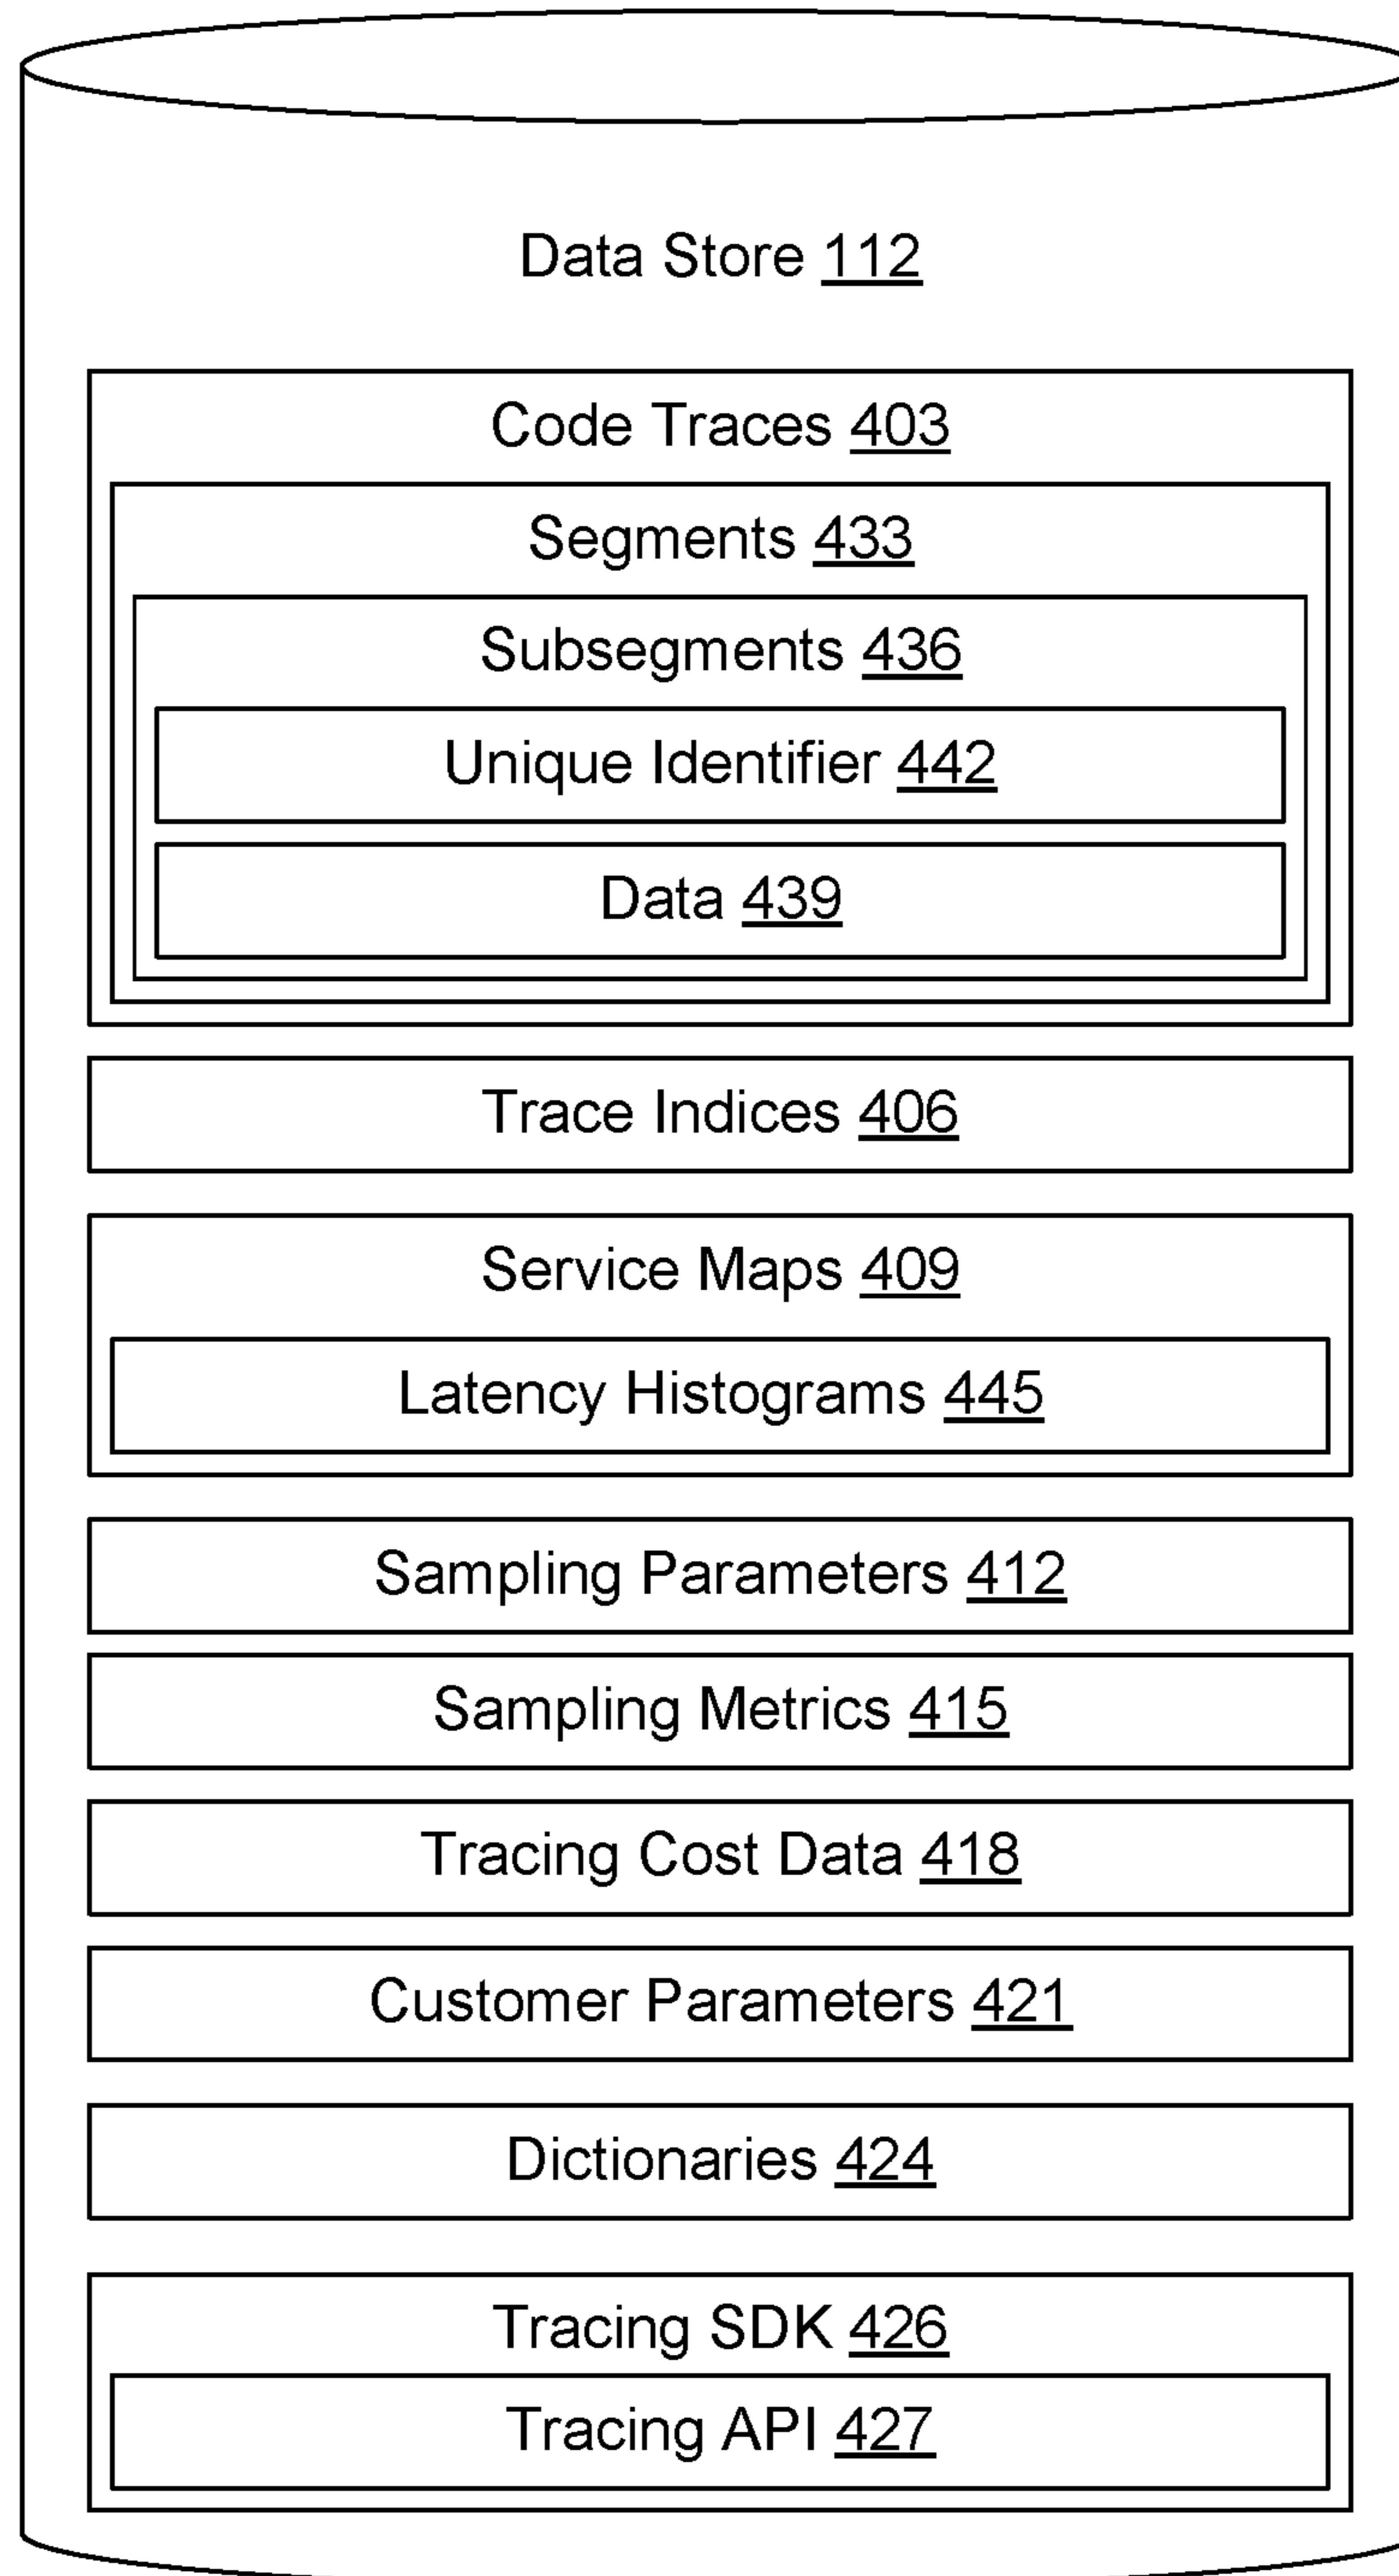 Data Store 112
Code Traces 403
Segments 433
Subsegments 436
Unique Identifier 442
Data 439
Trace Indices 406
Service Maps 409
Latency Histograms 445
Sampling Parameters 412
Sampling Metrics 415
Tracing Cost Data 418
Customer Parameters 421
Dictionaries 424
Tracing SDK 426
Tracing API 427